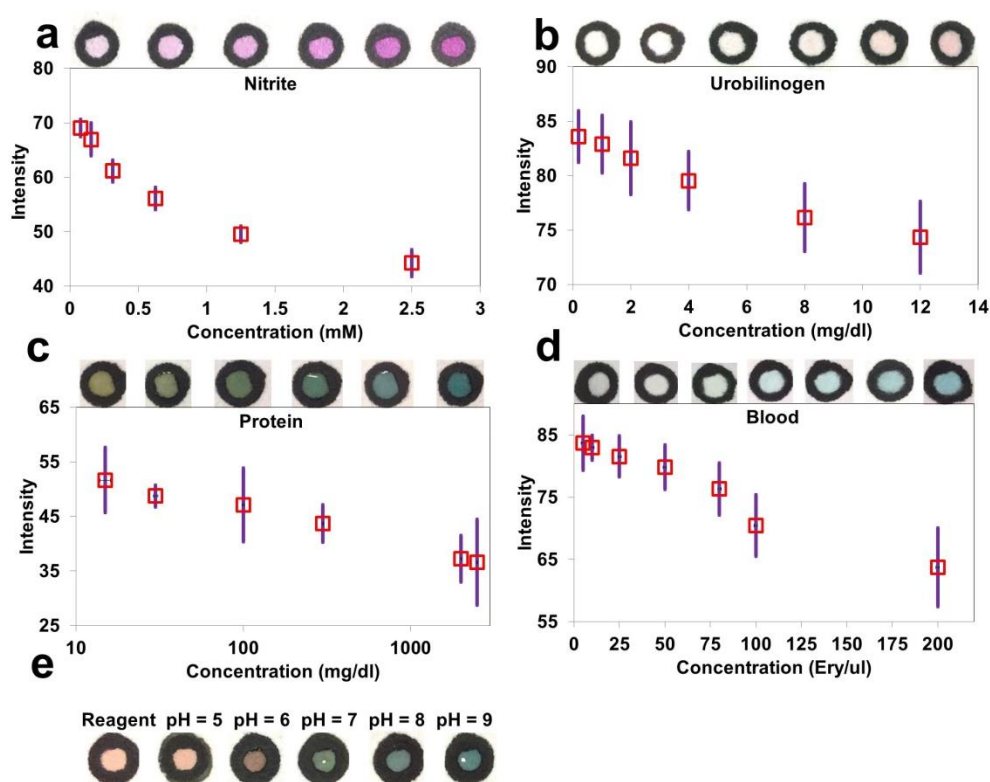 a
Nitrite
80
70
60
50
40
Intensity
0 0.5 1 1.5 2 2.5 3
Concentration (mM)
b
Urobilinogen
90
85
80
75
70
Intensity
0 2 4 6 8 10 12 14
Concentration (mg/dl)
c
Protein
65
55
45
35
25
Intensity
10 100 1000
Concentration (mg/dl)
d
Blood
85
75
65
55
Intensity
0 25 50 75 100 125 150 175 200
Concentration (Ery/ul)
e
Reagent pH = 5 pH = 6 pH = 7 pH = 8 pH = 9